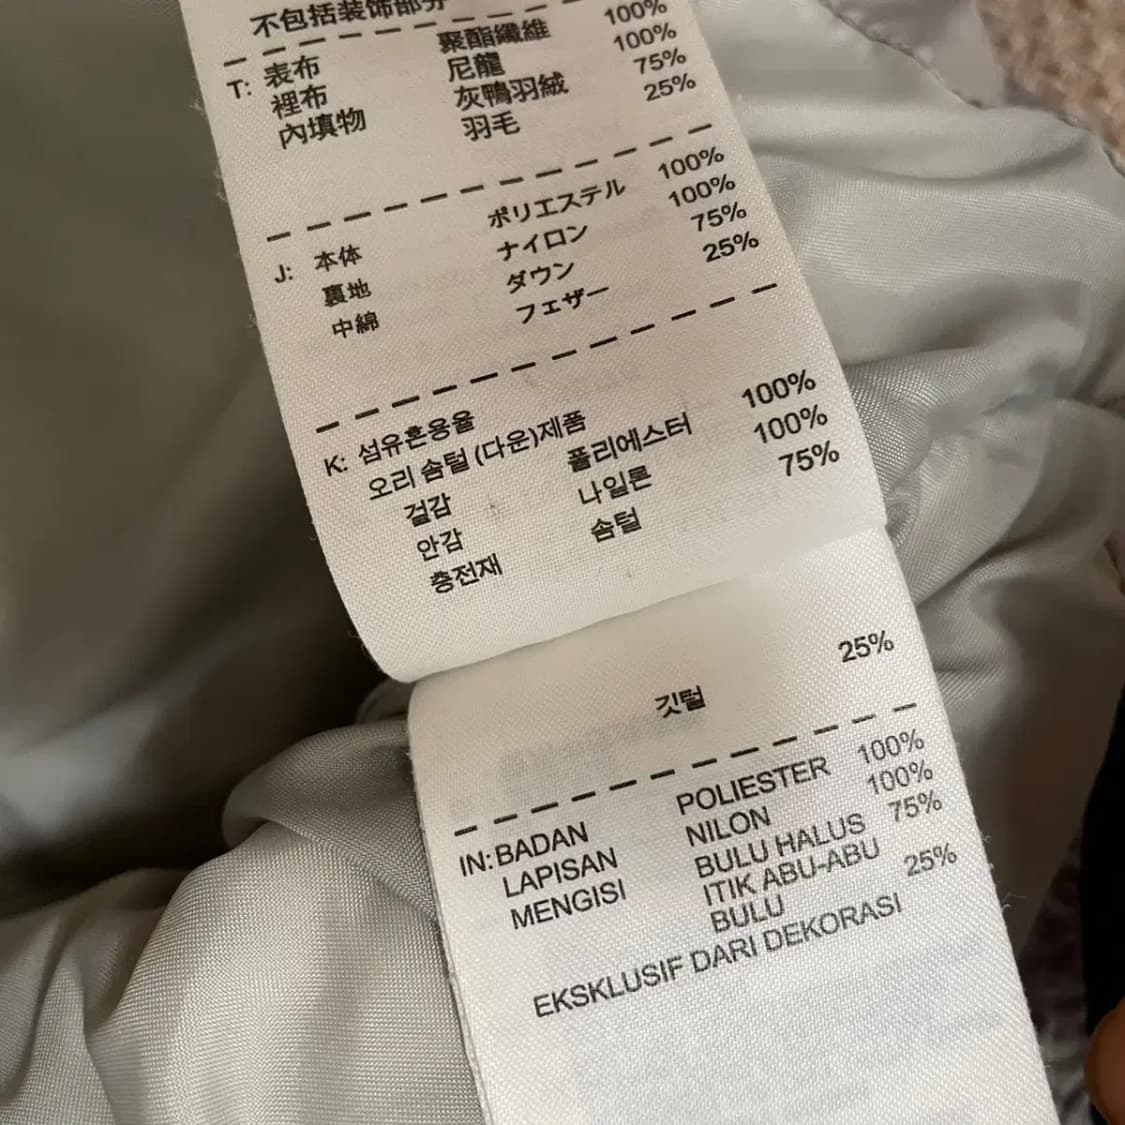 不包括装饰部分
T: 表布 聚酯纖維 100%
裡布 尼龍 100%
內填物 灰鴨羽絨 75%
羽毛 25%
J: 本体 ポリエステル 100%
裏地 ナイロン 100%
中綿 ダウン 75%
フェザー 25%
K: 섬유혼용율
오리 솜털 (다운)제품
겉감 폴리에스터 100%
안감 나일론 100%
충전재 솜털 75%
깃털 25%
IN: BADAN POLIESTER 100%
LAPISAN NILON 100%
MENGISI BULU HALUS 75%
ITIK ABU-ABU
BULU 25%
EKSKLUSIF DARI DEKORASI